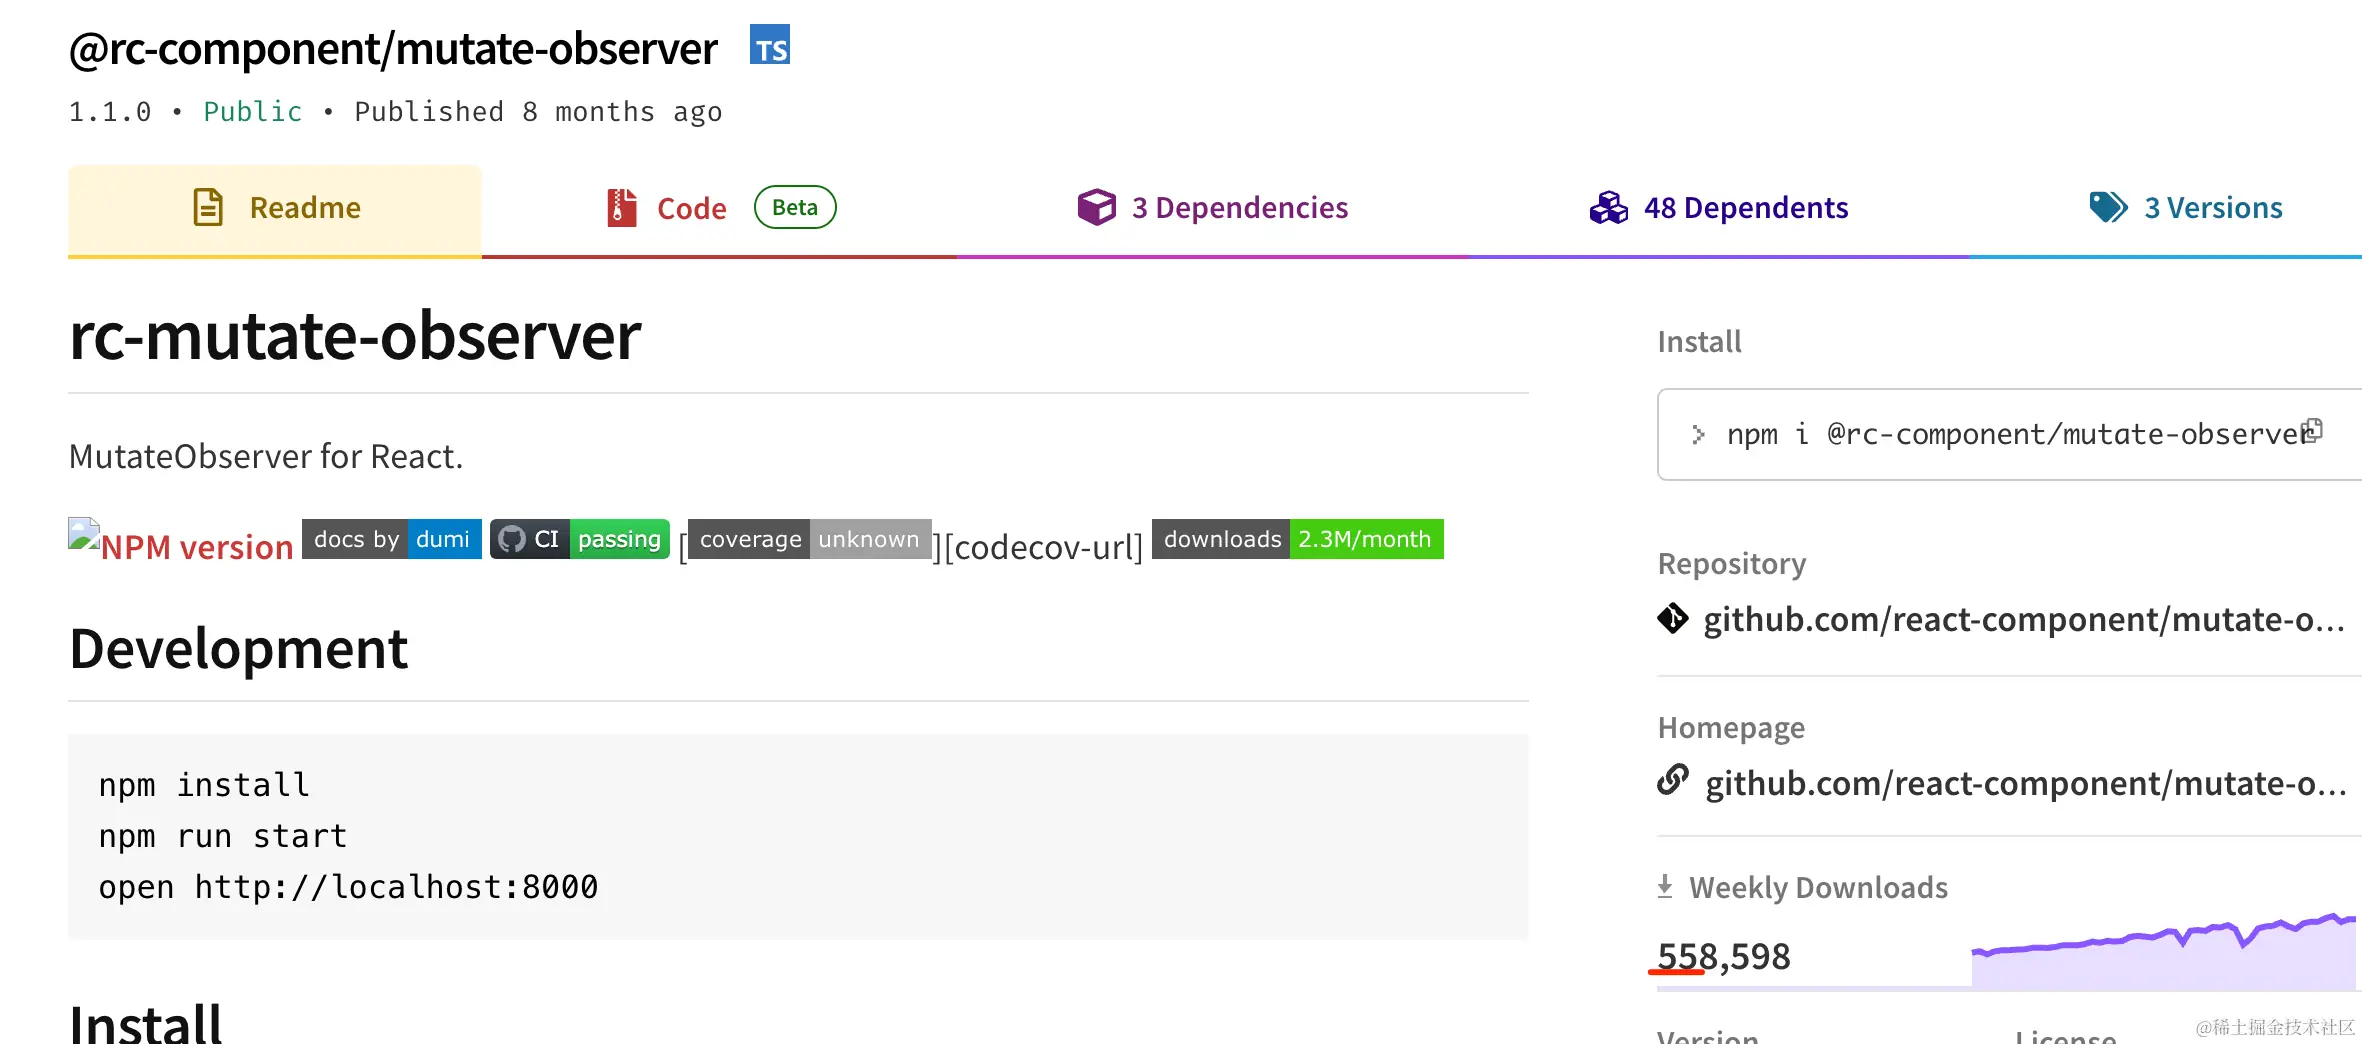 @rc-component/mutate-observer TS
1.1.0 • Public • Published 8 months ago
Readme
Code Beta
3 Dependencies
48 Dependents
3 Versions
rc-mutate-observer
MutateObserver for React.
NPM version docs by dumi CI passing [coverage unknown][codecov-url] downloads 2.3M/month
Development
npm install
npm run start
open http://localhost:8000
Install
Install
> npm i @rc-component/mutate-observer
Repository
github.com/react-component/mutate-o...
Homepage
github.com/react-component/mutate-o...
Weekly Downloads
558,598
Version
License
@稀土掘金技术社区